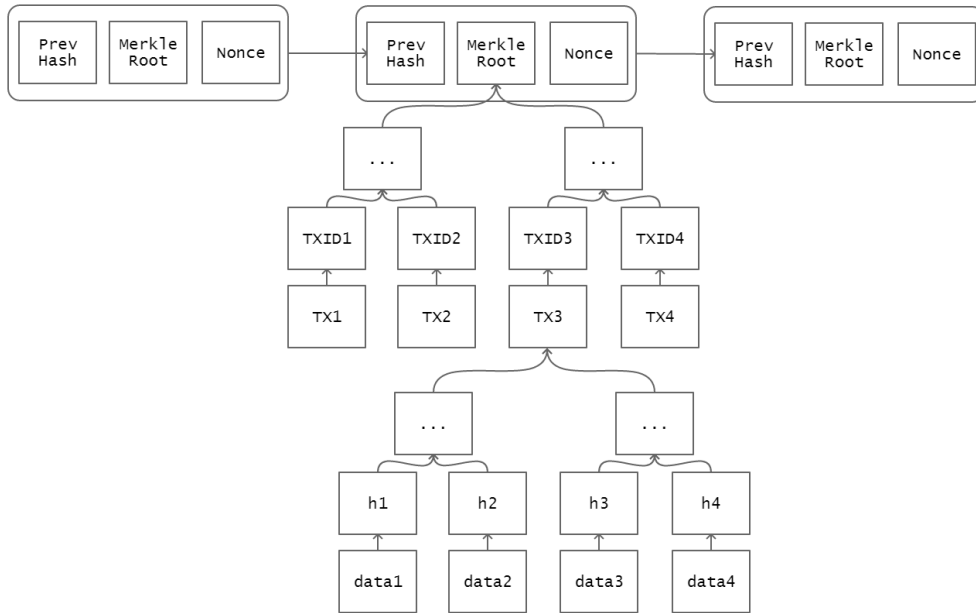 Prev Hash
Merkle Root
Nonce
Prev Hash
Merkle Root
Nonce
Prev Hash
Merkle Root
Nonce
...
...
TXID1
TXID2
TXID3
TXID4
TX1
TX2
TX3
TX4
...
...
h1
h2
h3
h4
data1
data2
data3
data4